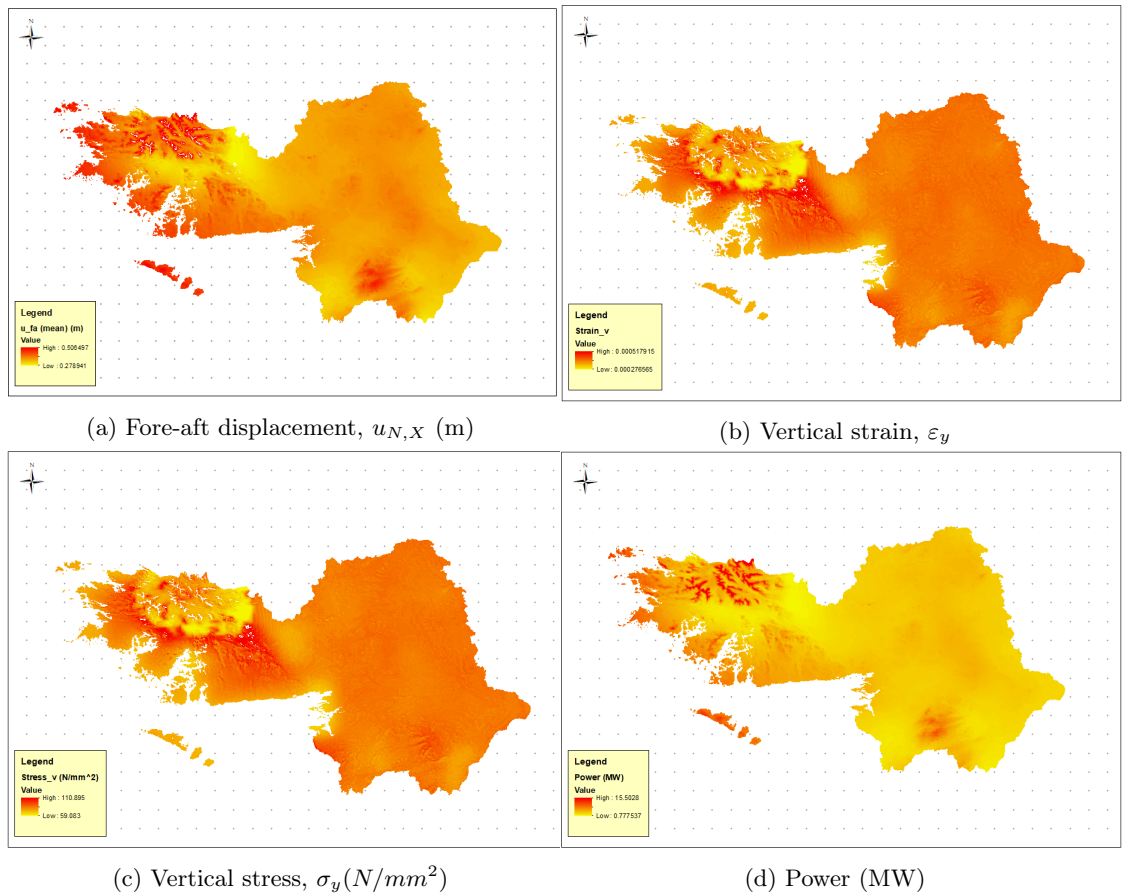 N
Legend
u_fa (mean) (m)
Value
High : 0.506497
Low : 0.278941
(a) Fore-aft displacement, u_{N,X} (m)
N
Legend
Strain_v
Value
High : 0.000517915
Low : 0.000276565
(b) Vertical strain, ε_y
N
Legend
Stress_v (N/mm^2)
Value
High : 110.895
Low : 59.083
(c) Vertical stress, σ_y(N/mm^2)
N
Legend
Power (MW)
Value
High : 15.5028
Low : 0.777537
(d) Power (MW)